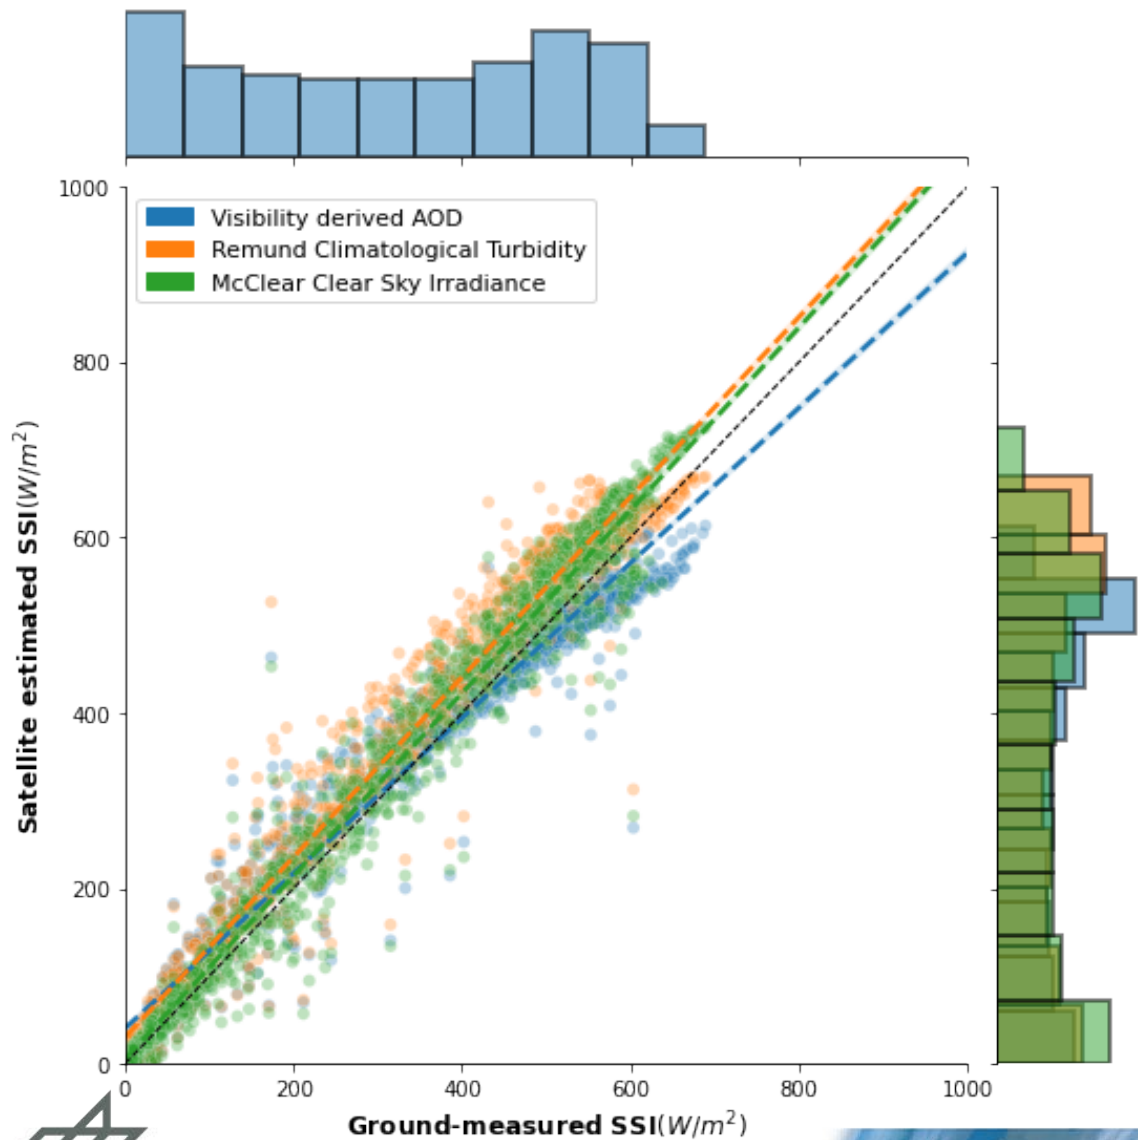 1000
800
600
400
200
0
Visibility derived AOD
Remund Climatological Turbidity
McClear Clear Sky Irradiance
Satellite estimated SSI(W/m²)
0 200 400 600 800 1000
Ground-measured SSI(W/m²)